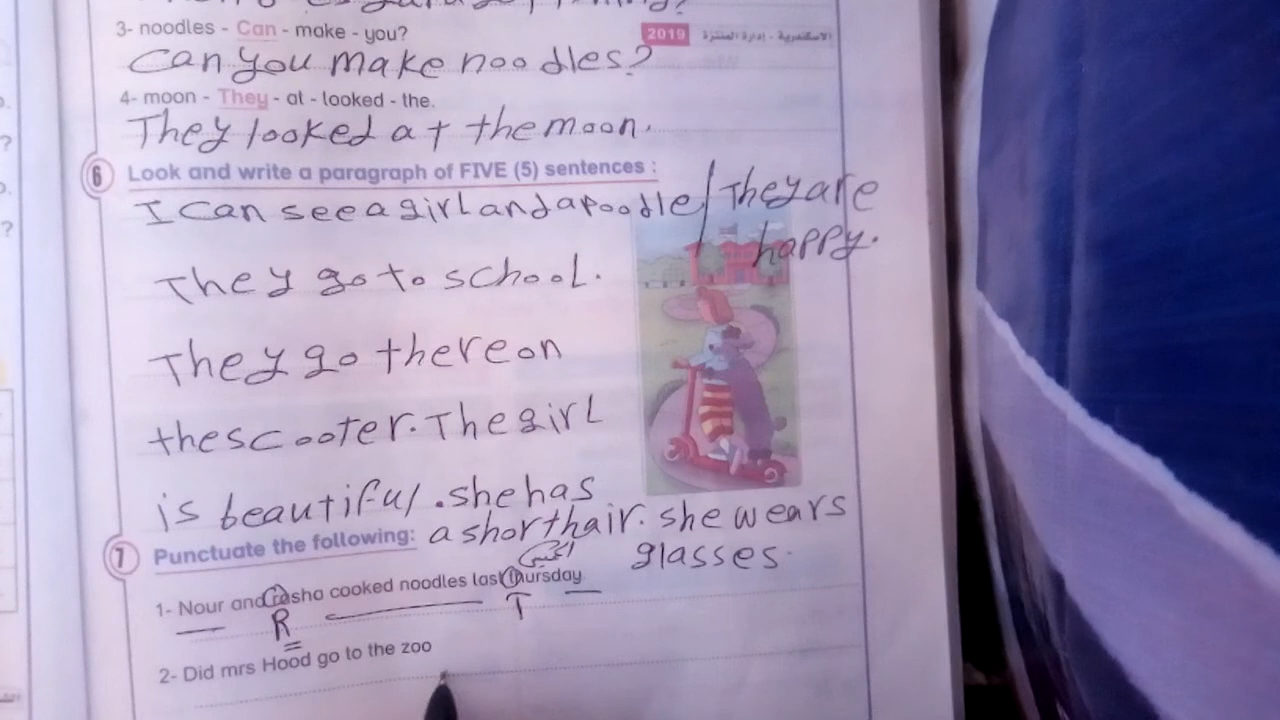 3- noodles - Can - make - you?
2019 الاسكندرية - إدارة المنتزة
Can you make noodles?
4- moon - They - at - looked - the.
They looked at the moon.
6 Look and write a paragraph of FIVE (5) sentences :
I can see a girl and a poodle / They are
happy.
They go to school.
They go there on
the scooter. The girl
is beautiful. she has
a short hair. she wears
glasses.
7 Punctuate the following:
1- Nour and rasha cooked noodles last thursday
R T
2- Did mrs Hood go to the zoo